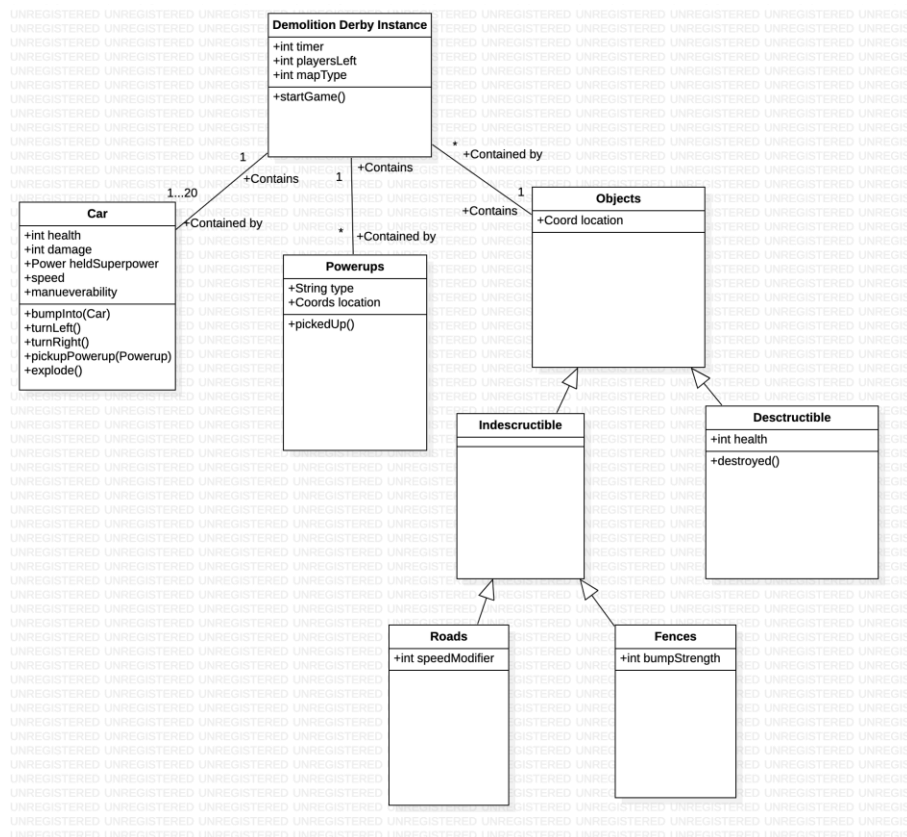 Demolition Derby Instance
+int timer
+int playersLeft
+int mapType
+startGame()
1
+Contains
1...20
+Contained by
+Contains
1
*
+Contained by
*
+Contained by
1
+Contains
Car
+int health
+int damage
+Power heldSuperpower
+speed
+manueverability
+bumpInto(Car)
+turnLeft()
+turnRight()
+pickupPowerup(Powerup)
+explode()
Powerups
+String type
+Coords location
+pickedUp()
Objects
+Coord location
Indescructible
Desctructible
+int health
+destroyed()
Roads
+int speedModifier
Fences
+int bumpStrength
UNREGISTERED